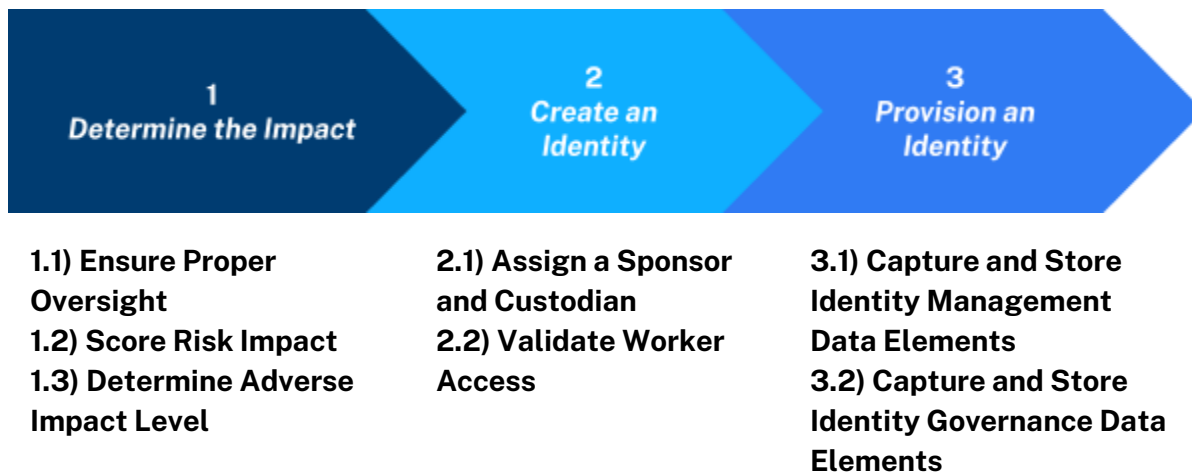 1
Determine the Impact
2
Create an
Identity
3
Provision an
Identity
1.1) Ensure Proper
Oversight
1.2) Score Risk Impact
1.3) Determine Adverse
Impact Level
2.1) Assign a Sponsor
and Custodian
2.2) Validate Worker
Access
3.1) Capture and Store
Identity Management
Data Elements
3.2) Capture and Store
Identity Governance Data
Elements